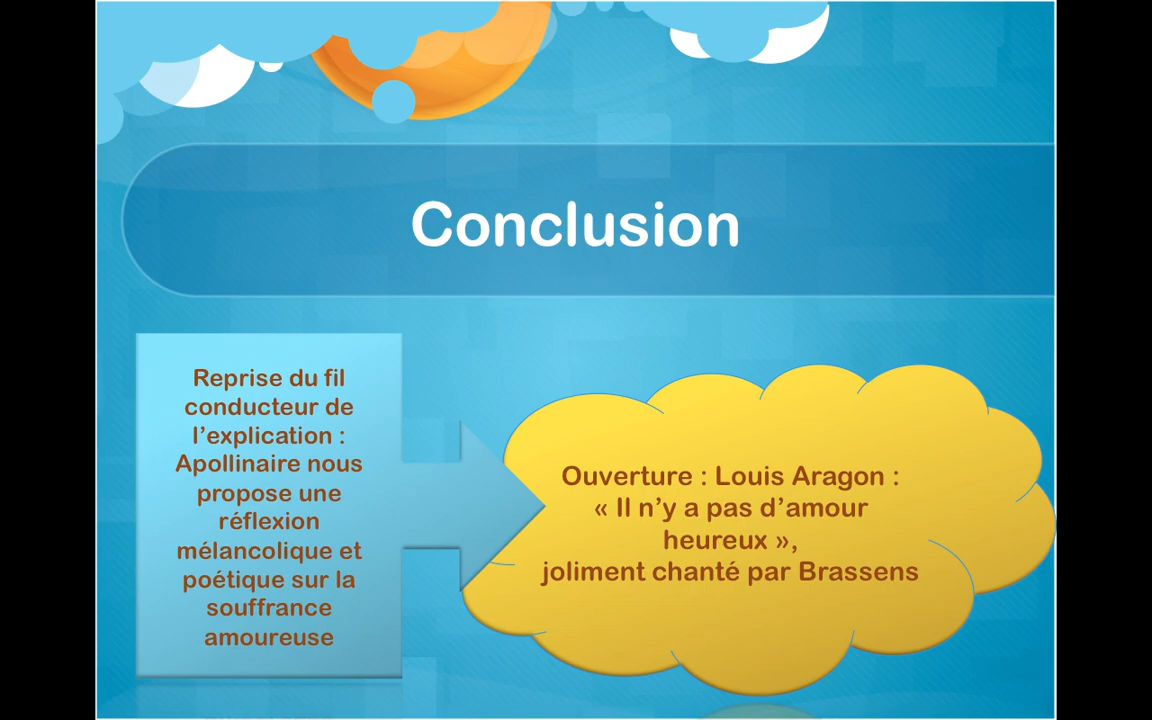 Conclusion
Reprise du fil
conducteur de
l’explication :
Apollinaire nous
propose une
réflexion
mélancolique et
poétique sur la
souffrance
amoureuse
Ouverture : Louis Aragon :
« Il n’y a pas d’amour
heureux »,
joliment chanté par Brassens